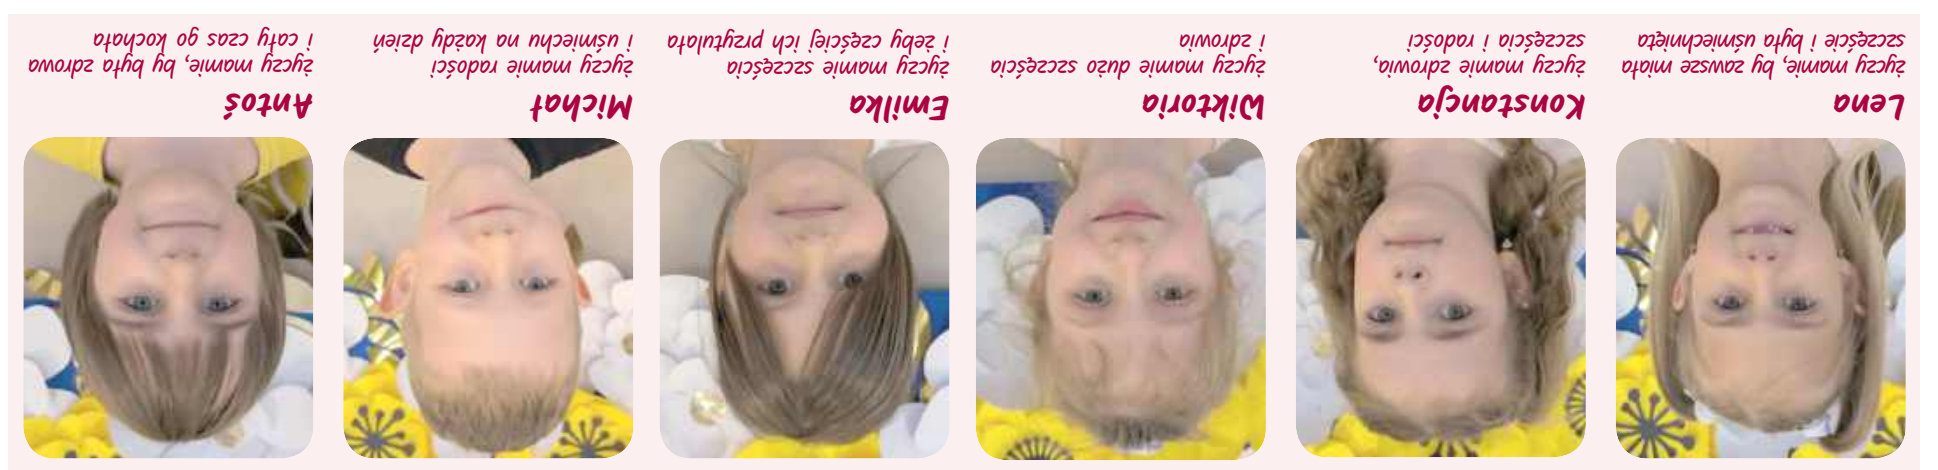 Lena
życzy mamie, by zawsze miała
szczęście i była uśmiechnięta
Konstancja
życzy mamie zdrowia,
szczęścia i radości
Wiktoria
życzy mamie dużo szczęścia
i zdrowia
Emilka
życzy mamie szczęścia
i żeby częściej ich przytulała
Michał
życzy mamie radości
i uśmiechu na każdy dzień
Antoś
życzy mamie, by była zdrowa
i cały czas go kochała